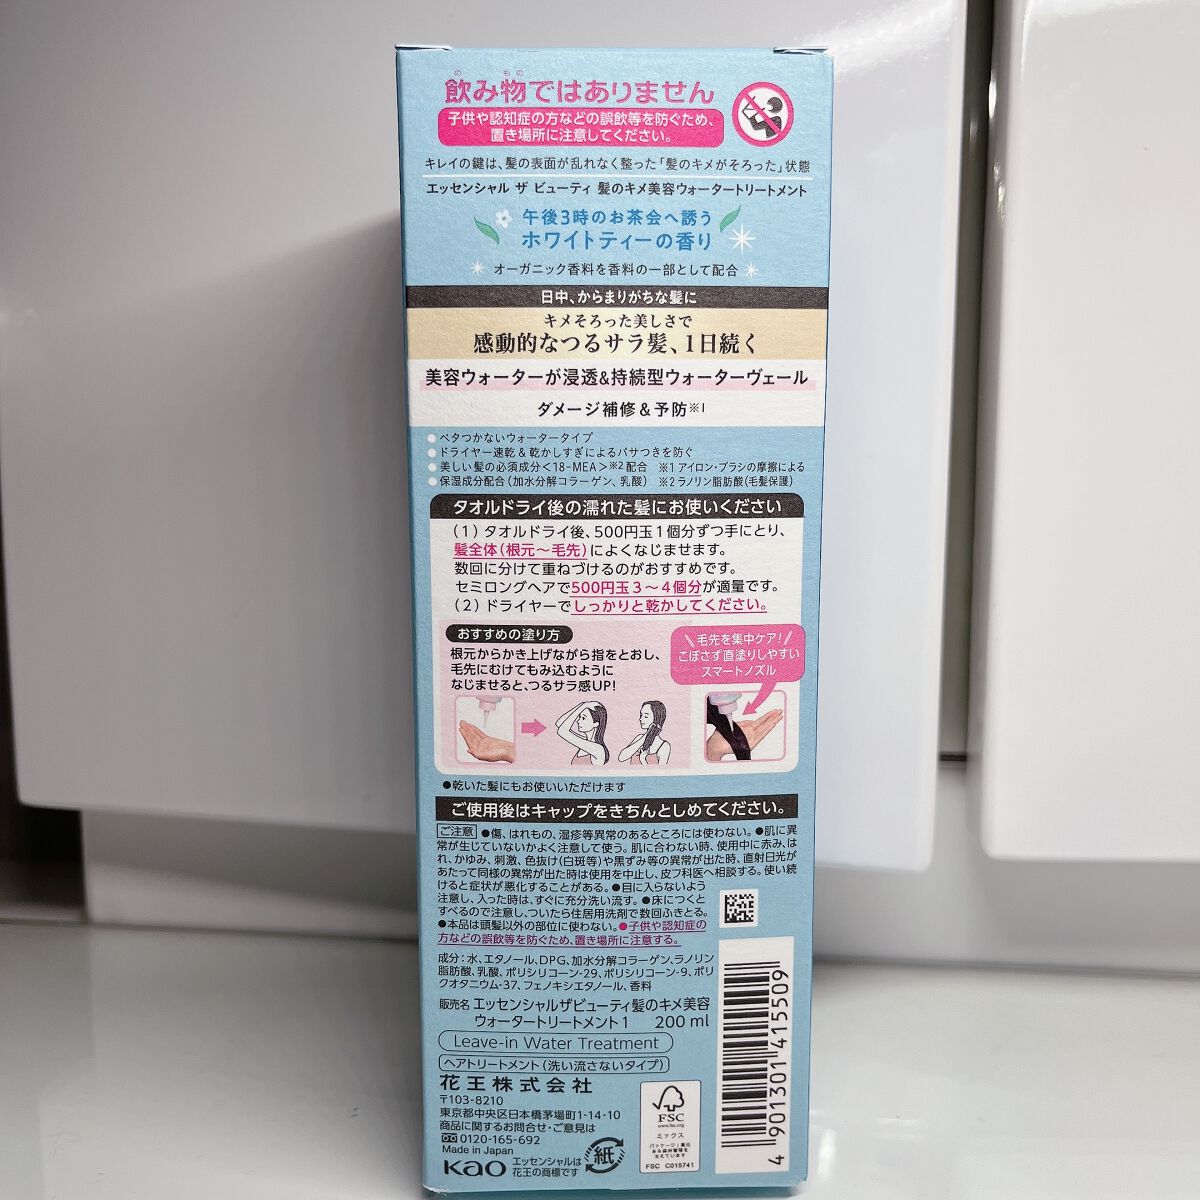 の もの
飲み物ではありません
子供や認知症の方などの誤飲等を防ぐため、
置き場所に注意してください。
キレイの鍵は、髪の表面が乱れなく整った「髪のキメがそろった」状態
エッセンシャル ザ ビューティ 髪のキメ美容ウォータートリートメント
午後3時のお茶会へ誘う
ホワイトティーの香り
オーガニック香料を香料の一部として配合
日中、からまりがちな髪に
キメそろった美しさで
感動的なつるサラ髪、1日続く
美容ウォーターが浸透&持続型ウォーターヴェール
ダメージ補修&予防※1
●ベタつかないウォータータイプ
●ドライヤー速乾&乾かしすぎによるパサつきを防ぐ
●美しい髪の必須成分<18-MEA>※2配合 ※1 アイロン・ブラシの摩擦による
●保湿成分配合(加水分解コラーゲン、乳酸) ※2 ラノリン脂肪酸(毛髪保護)
タオルドライ後の濡れた髪にお使いください
(1) タオルドライ後、500円玉1個分ずつ手にとり、
髪全体(根元〜毛先)によくなじませます。
数回に分けて重ねづけるのがおすすめです。
セミロングヘアで500円玉3〜4個分が適量です。
(2) ドライヤーでしっかりと乾かしてください。
おすすめの塗り方
根元からかき上げながら指をとおし、
毛先にむけてもみ込むように
なじませると、つるサラ感UP!
毛先を集中ケア!
こぼさず直塗りしやすい
スマートノズル
●乾いた髪にもお使いいただけます
ご使用後はキャップをきちんとしめてください。
ご注意 ●傷、はれもの、湿疹等異常のあるところには使わない。●肌に異
常が生じていないかよく注意して使う。肌に合わない時、使用中に赤み、は
れ、かゆみ、刺激、色抜け(白斑等)や黒ずみ等の異常が出た時、直射日光が
あたって同様の異常が出た時は使用を中止し、皮フ科医へ相談する。使い続
けると症状が悪化することがある。●目に入らないよう
注意し、入った時は、すぐに充分洗い流す。●床につくと
すべるので注意し、ついたら住居用洗剤で数回ふきとる。
●本品は頭髪以外の部位に使わない。●子供や認知症の
方などの誤飲等を防ぐため、置き場所に注意する。
成分:水、エタノール、DPG、加水分解コラーゲン、ラノリン
脂肪酸、乳酸、ポリシリコーン-29、ポリシリコーン-9、ポリ
クオタニウム-37、フェノキシエタノール、香料
販売名 エッセンシャルザビューティ髪のキメ美容
ウォータートリートメント1 200 ml
Leave-in Water Treatment
ヘアトリートメント(洗い流さないタイプ)
花王株式会社
〒103-8210
東京都中央区日本橋茅場町1-14-10
商品に関するお問合せ・ご意見は
0120-165-692
Made in Japan
Kao エッセンシャルは
花王の商標です
紙
FSC
www.fsc.org
ミックス
パッケージ|責任
ある森林管理を
支えています
FSC C015741
4 901301 415509